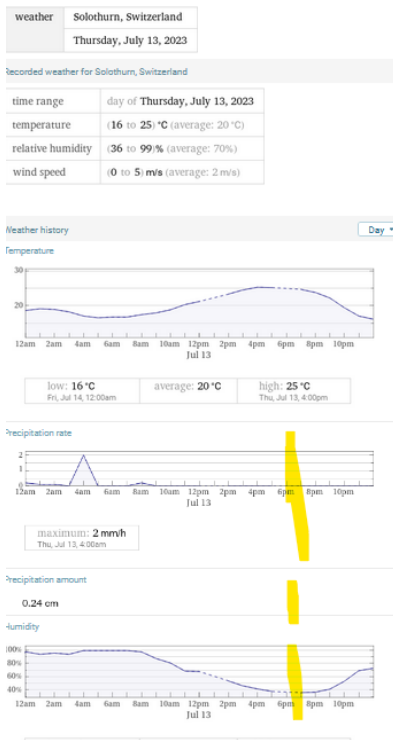 weather Solothurn, Switzerland
Thursday, July 13, 2023
Recorded weather for Solothurn, Switzerland
time range day of Thursday, July 13, 2023
temperature (16 to 25) °C (average: 20 °C)
relative humidity (36 to 99)% (average: 70%)
wind speed (0 to 5) m/s (average: 2 m/s)
Weather history Day
Temperature
30
20
12am 2am 4am 6am 8am 10am 12pm 2pm 4pm 6pm 8pm 10pm
Jul 13
low: 16 °C average: 20 °C high: 25 °C
Fri, Jul 14, 12:00am Thu, Jul 13, 4:00pm
Precipitation rate
2
1
0
12am 2am 4am 6am 8am 10am 12pm 2pm 4pm 6pm 8pm 10pm
Jul 13
maximum: 2 mm/h
Thu, Jul 13, 4:00am
Precipitation amount
0.24 cm
Humidity
100%
80%
60%
40%
12am 2am 4am 6am 8am 10am 12pm 2pm 4pm 6pm 8pm 10pm
Jul 13